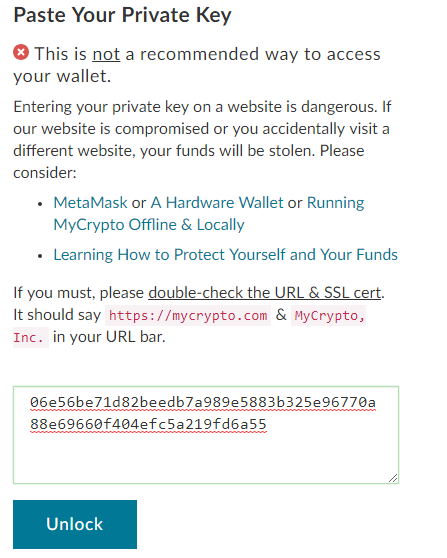 Paste Your Private Key
This is not a recommended way to access
your wallet.
Entering your private key on a website is dangerous. If
our website is compromised or you accidentally visit a
different website, your funds will be stolen. Please
consider:
• MetaMask or A Hardware Wallet or Running
MyCrypto Offline & Locally
• Learning How to Protect Yourself and Your Funds
If you must, please double-check the URL & SSL cert.
It should say https://mycrypto.com & MyCrypto,
Inc. in your URL bar.
06e56be71d82beedb7a989e5883b325e96770a
88e69660f404efc5a219fd6a55
Unlock